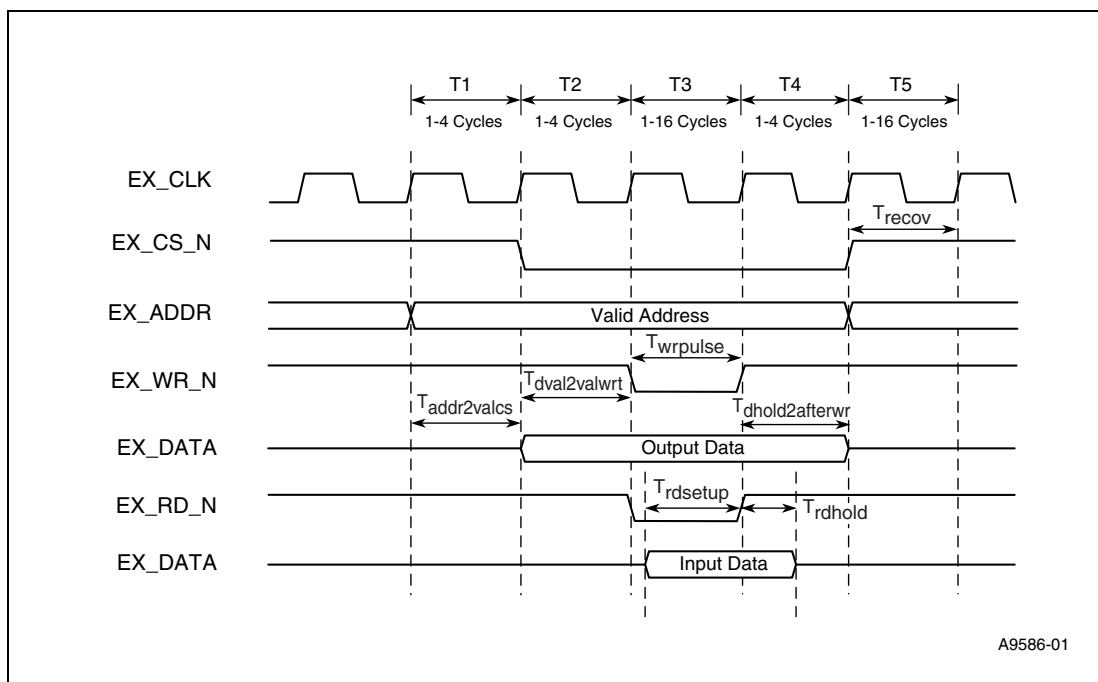 T1 T2 T3 T4 T5
1-4 Cycles 1-4 Cycles 1-16 Cycles 1-4 Cycles 1-16 Cycles
EX_CLK
Trecov
EX_CS_N
EX_ADDR Valid Address
Twrpulse
EX_WR_N
Tdval2valwrt
Taddr2valcs Tdhold2afterwr
EX_DATA Output Data
Trdsetup
EX_RD_N Trdhold
EX_DATA Input Data
A9586-01